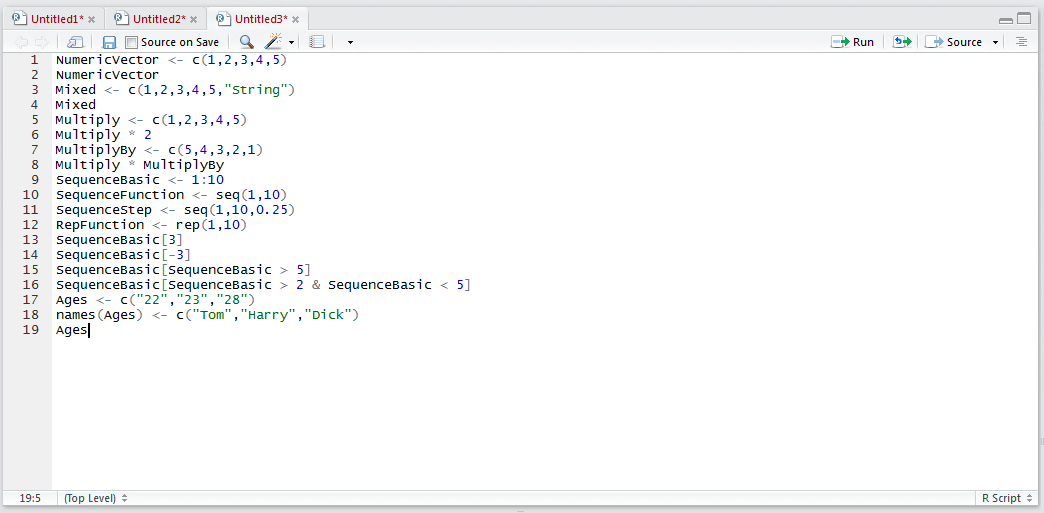 Untitled1* Untitled2* Untitled3*
Source on Save Run Source
1 NumericVector <- c(1,2,3,4,5)
2 NumericVector
3 Mixed <- c(1,2,3,4,5,"String")
4 Mixed
5 Multiply <- c(1,2,3,4,5)
6 Multiply * 2
7 MultiplyBy <- c(5,4,3,2,1)
8 Multiply * MultiplyBy
9 SequenceBasic <- 1:10
10 SequenceFunction <- seq(1,10)
11 SequenceStep <- seq(1,10,0.25)
12 RepFunction <- rep(1,10)
13 SequenceBasic[3]
14 SequenceBasic[-3]
15 SequenceBasic[SequenceBasic > 5]
16 SequenceBasic[SequenceBasic > 2 & SequenceBasic < 5]
17 Ages <- c("22","23","28")
18 names(Ages) <- c("Tom","Harry","Dick")
19 Ages
19:5 (Top Level) R Script